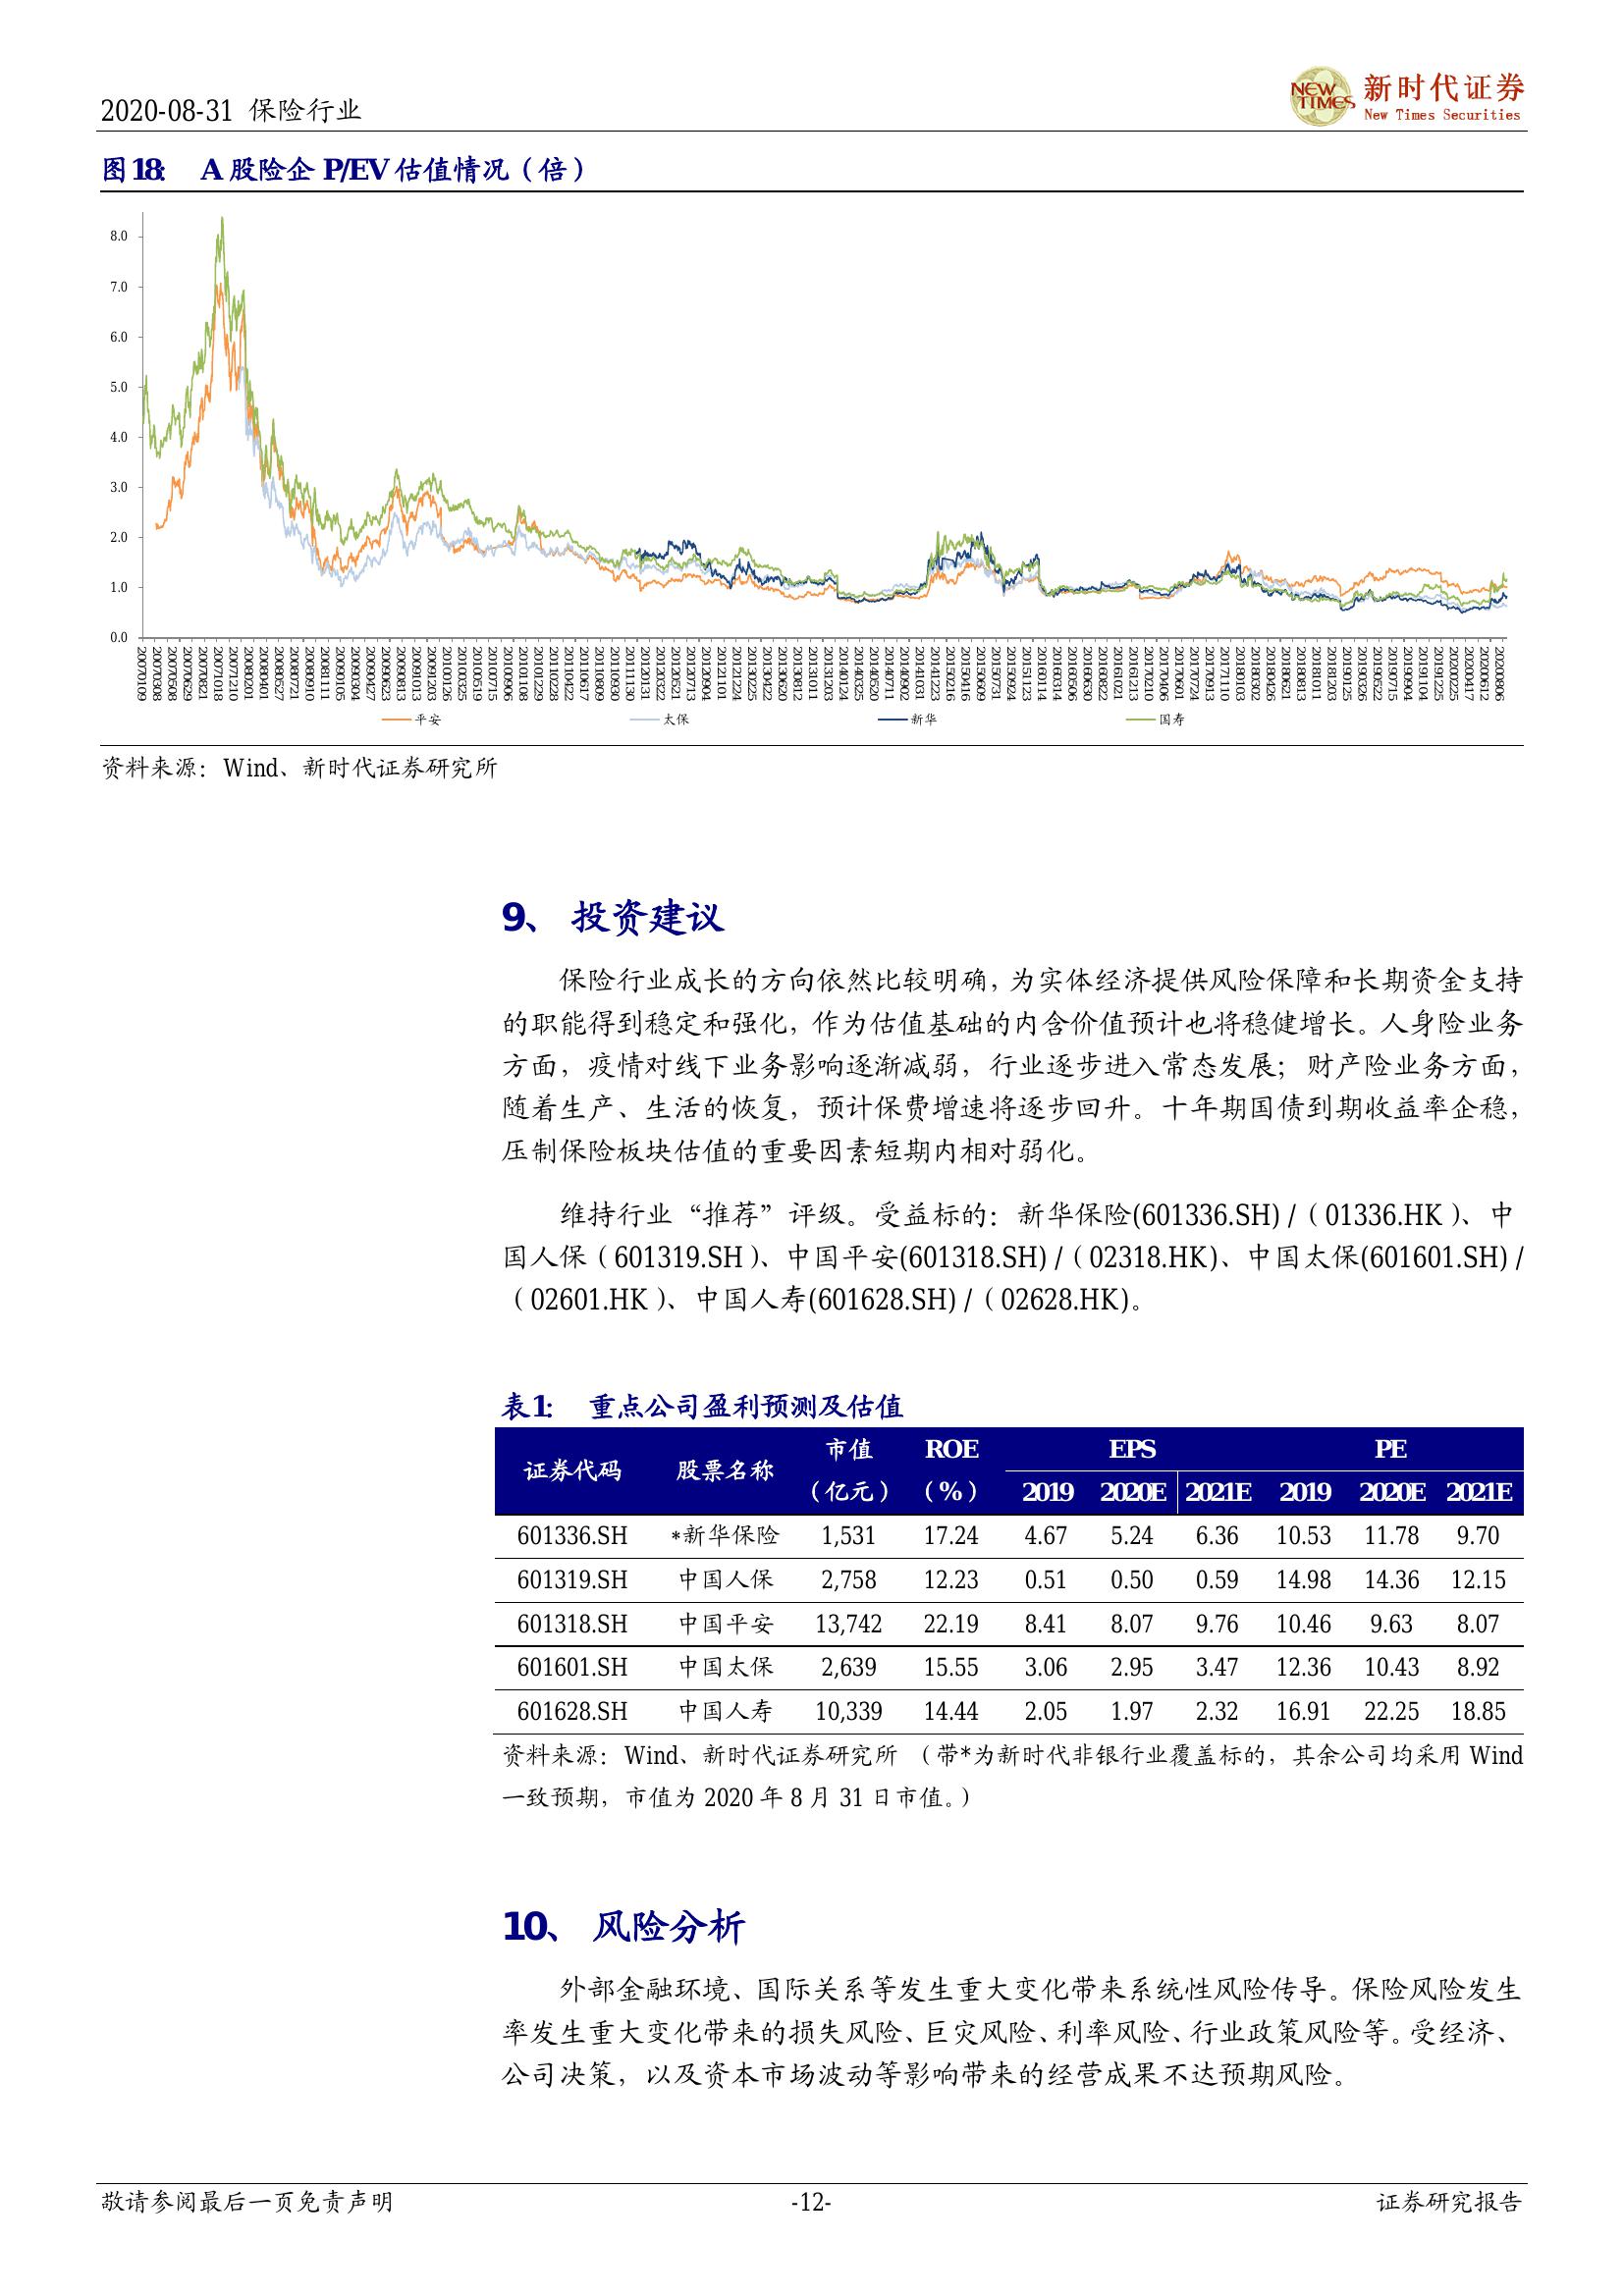 2020-08-31 保险行业
NEW TIMES 新时代证券
New Times Securities
图18: A 股险企 P/EV 估值情况（倍）
8.0
7.0
6.0
5.0
4.0
3.0
2.0
1.0
0.0
20070109 20070308 20070508 20070629 20070821 20071018 20071210 20080201 20080401 20080527 20080721 20080910 20081111 20090105 20090304 20090427 20090623 20090813 20091013 20091203 20100126 20100325 20100519 20100715 20100906 20101108 20101229 20110228 20110422 20110617 20110809 20110930 20111130 20120131 20120322 20120521 20120713 20120904 20121101 20121224 20130225 20130422 20130620 20130812 20131011 20131203 20140124 20140325 20140520 20140711 20140902 20141031 20141223 20150216 20150416 20150609 20150731 20150924 20151123 20160114 20160314 20160506 20160630 20160822 20161021 20161213 20170210 20170406 20170601 20170724 20170913 20171110 20180103 20180302 20180426 20180621 20180813 20181011 20181203 20190125 20190326 20190522 20190715 20190904 20191104 20191225 20200225 20200417 20200612 20200806
平安 太保 新华 国寿
资料来源：Wind、新时代证券研究所
9、 投资建议
保险行业成长的方向依然比较明确，为实体经济提供风险保障和长期资金支持
的职能得到稳定和强化，作为估值基础的内含价值预计也将稳健增长。人身险业务
方面，疫情对线下业务影响逐渐减弱，行业逐步进入常态发展；财产险业务方面，
随着生产、生活的恢复，预计保费增速将逐步回升。十年期国债到期收益率企稳，
压制保险板块估值的重要因素短期内相对弱化。
维持行业“推荐”评级。受益标的：新华保险(601336.SH) /（01336.HK）、中
国人保（601319.SH）、中国平安(601318.SH) /（02318.HK)、中国太保(601601.SH) /
（02601.HK）、中国人寿(601628.SH) /（02628.HK)。
表1: 重点公司盈利预测及估值
证券代码 股票名称 市值（亿元） ROE（%） EPS PE
2019 2020E 2021E 2019 2020E 2021E
601336.SH *新华保险 1,531 17.24 4.67 5.24 6.36 10.53 11.78 9.70
601319.SH 中国人保 2,758 12.23 0.51 0.50 0.59 14.98 14.36 12.15
601318.SH 中国平安 13,742 22.19 8.41 8.07 9.76 10.46 9.63 8.07
601601.SH 中国太保 2,639 15.55 3.06 2.95 3.47 12.36 10.43 8.92
601628.SH 中国人寿 10,339 14.44 2.05 1.97 2.32 16.91 22.25 18.85
资料来源：Wind、新时代证券研究所 （带*为新时代非银行业覆盖标的，其余公司均采用 Wind
一致预期，市值为 2020 年 8 月 31 日市值。）
10、 风险分析
外部金融环境、国际关系等发生重大变化带来系统性风险传导。保险风险发生
率发生重大变化带来的损失风险、巨灾风险、利率风险、行业政策风险等。受经济、
公司决策，以及资本市场波动等影响带来的经营成果不达预期风险。
敬请参阅最后一页免责声明 -12- 证券研究报告